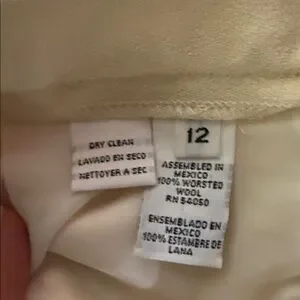 DRY CLEAN
LAVADO EN SECO
NETTOYER A SEC
12
ASSEMBLED IN
MEXICO
100% WORSTED
WOOL
RN 54050
ENSEMBLADO EN
MEXICO
100% ESTAMBRE DE
LANA